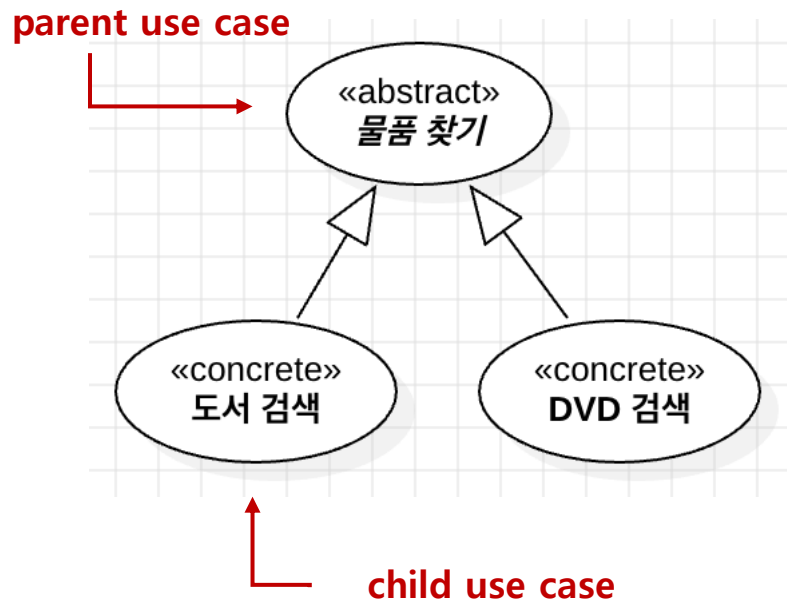 parent use case
«abstract»
물품 찾기
«concrete»
도서 검색
«concrete»
DVD 검색
child use case